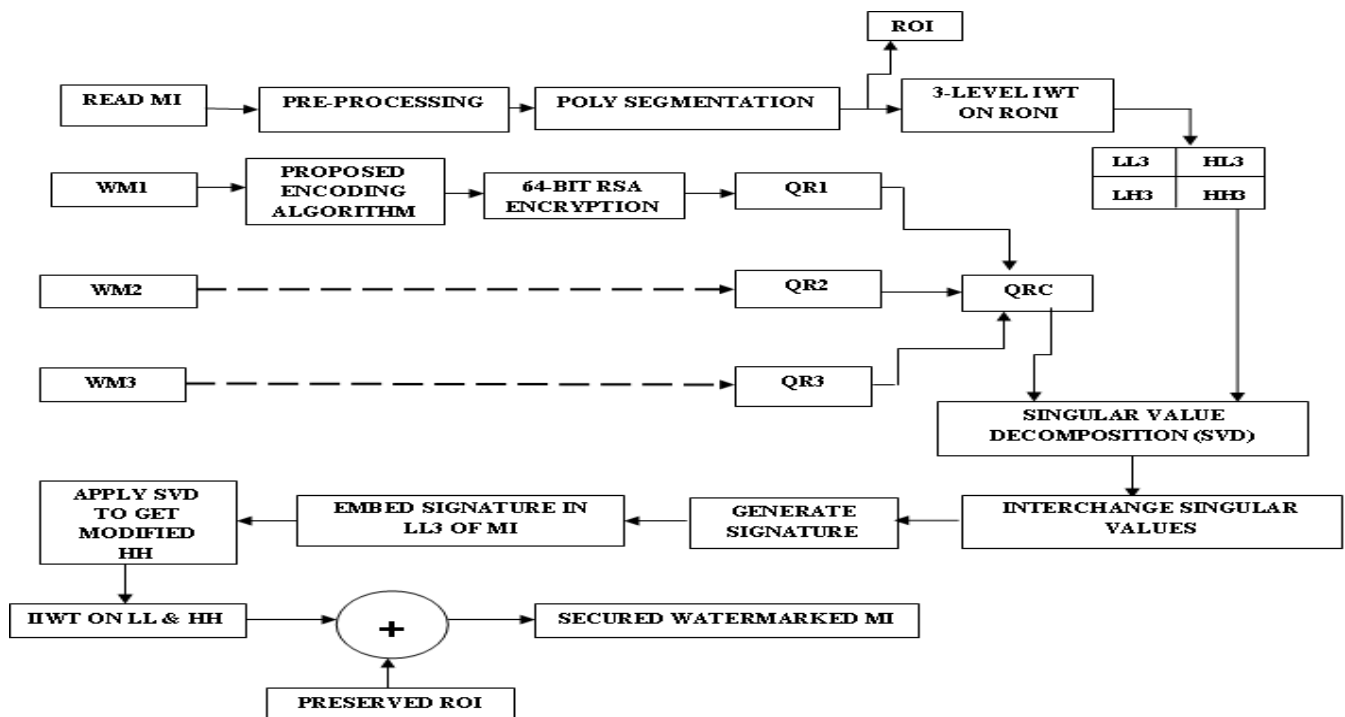 ROI
READ MI
PRE-PROCESSING
POLY SEGMENTATION
3-LEVEL IWT
ON RONI
LL3
HL3
LH3
HH3
WM1
PROPOSED
ENCODING
ALGORITHM
64-BIT RSA
ENCRYPTION
QR1
WM2
QR2
QRC
WM3
QR3
SINGULAR VALUE
DECOMPOSITION (SVD)
INTERCHANGE SINGULAR
VALUES
GENERATE
SIGNATURE
EMBED SIGNATURE IN
LL3 OF MI
APPLY SVD
TO GET
MODIFIED
HH
IIWT ON LL & HH
+
SECURED WATERMARKED MI
PRESERVED ROI